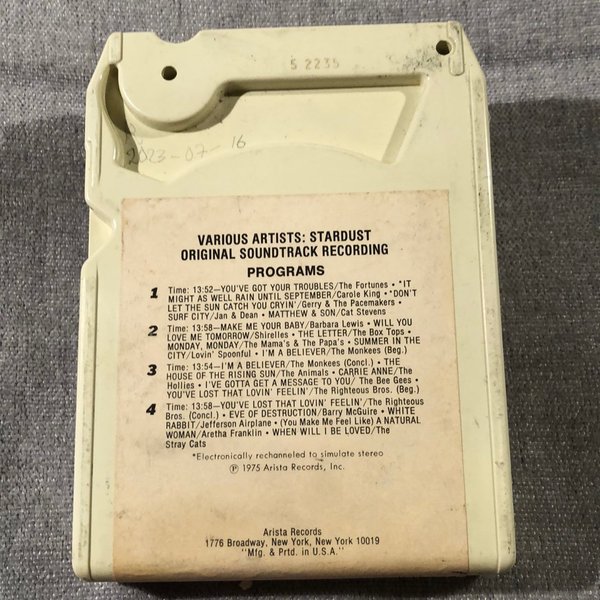 S 2235
2023-07-16
VARIOUS ARTISTS: STARDUST
ORIGINAL SOUNDTRACK RECORDING
PROGRAMS
1 Time: 13:52—YOU'VE GOT YOUR TROUBLES/The Fortunes • *IT
MIGHT AS WELL RAIN UNTIL SEPTEMBER/Carole King • *DON'T
LET THE SUN CATCH YOU CRYIN'/Gerry & The Pacemakers •
SURF CITY/Jan & Dean • MATTHEW & SON/Cat Stevens
2 Time: 13:58—MAKE ME YOUR BABY/Barbara Lewis • WILL YOU
LOVE ME TOMORROW/Shirelles • THE LETTER/The Box Tops •
MONDAY, MONDAY/The Mama's & The Papa's • SUMMER IN THE
CITY/Lovin' Spoonful • I'M A BELIEVER/The Monkees (Beg.)
3 Time: 13:54—I'M A BELIEVER/The Monkees (Concl.) • THE
HOUSE OF THE RISING SUN/The Animals • CARRIE ANNE/The
Hollies • I'VE GOTTA GET A MESSAGE TO YOU/ The Bee Gees •
YOU'VE LOST THAT LOVIN' FEELIN'/The Righteous Bros. (Beg.)
4 Time: 13:58—YOU'VE LOST THAT LOVIN' FEELIN'/The Righteous
Bros. (Concl.) • EVE OF DESTRUCTION/Barry McGuire • WHITE
RABBIT/Jefferson Airplane • (You Make Me Feel Like) A NATURAL
WOMAN/Aretha Franklin • WHEN WILL I BE LOVED/The
Stray Cats
*Electronically rechanneled to simulate stereo
℗ 1975 Arista Records, Inc.
Arista Records
1776 Broadway, New York, New York 10019
"Mfg. & Prtd. in U.S.A."